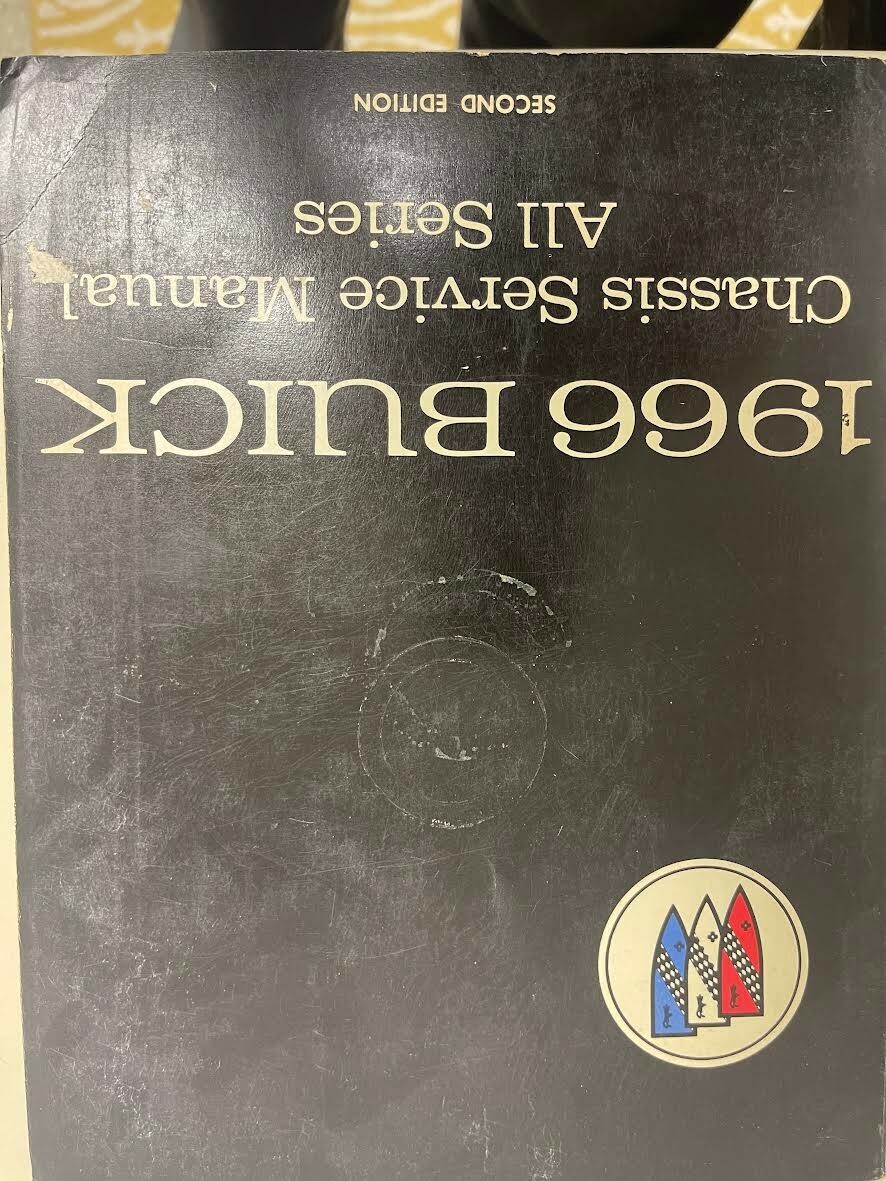 1966 BUICK
Chassis Service Manual
All Series
SECOND EDITION